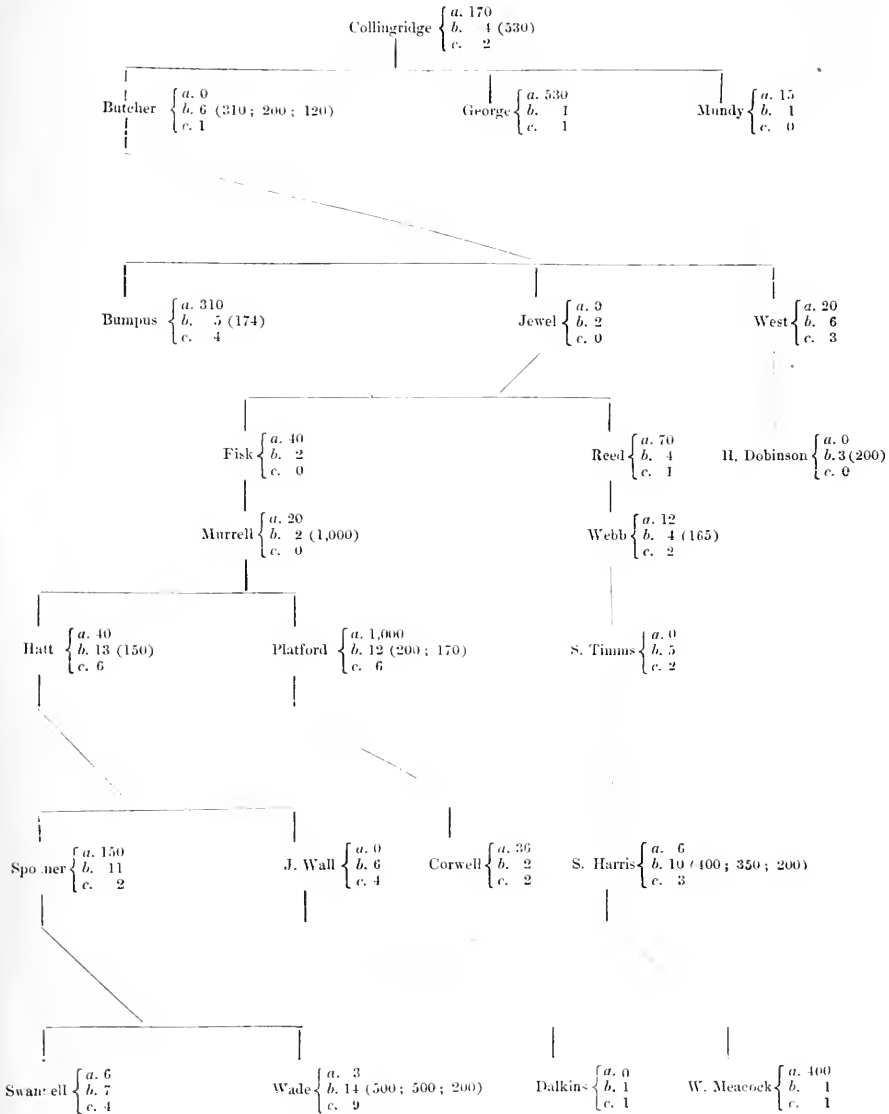 a. 170
Collingridge b. 4 (530)
c. 2
a. 0
Butcher b. 6 (310; 200; 120)
c. 1
a. 530
George b. 1
c. 1
a. 15
Mundy b. 1
c. 0
a. 310
Bumpus b. 5 (174)
c. 4
a. 0
Jewel b. 2
c. 0
a. 20
West b. 6
c. 3
a. 40
Fisk b. 2
c. 0
a. 70
Reed b. 4
c. 1
a. 0
H. Dobinson b. 3 (200)
c. 0
a. 20
Murrell b. 2 (1,000)
c. 0
a. 12
Webb b. 4 (165)
c. 2
a. 40
Hatt b. 13 (150)
c. 6
a. 1,000
Platford b. 12 (200; 170)
c. 6
a. 0
S. Timms b. 5
c. 2
a. 150
b. 11
c. 2
a. 0
J. Wall b. 6
c. 4
a. 36
Corwell b. 2
c. 2
a. 6
S. Harris b. 10 (400; 350; 200)
c. 3
a. 6
b. 7
c. 4
a. 3
Wade b. 14 (500; 500; 200)
c. 9
a. 0
Dalkins b. 1
c. 1
a. 400
W. Meacock b. 1
c. 1